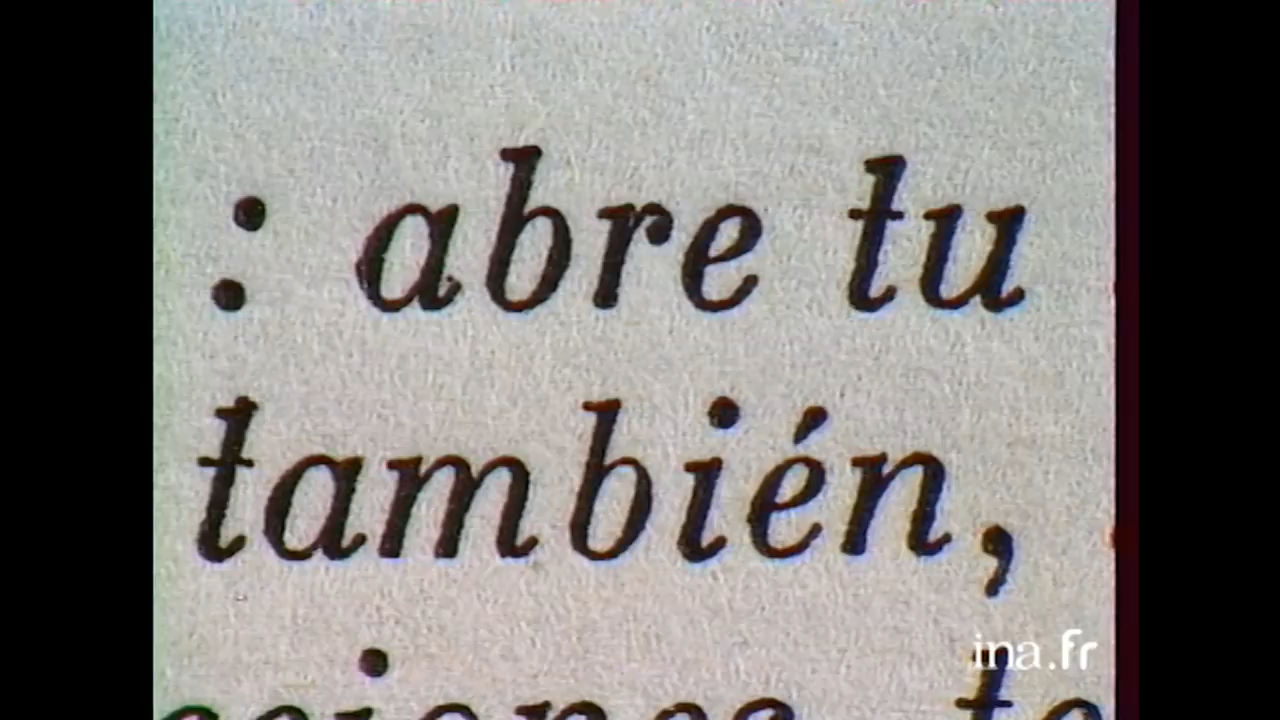 : abre tu
también,
ina.fr